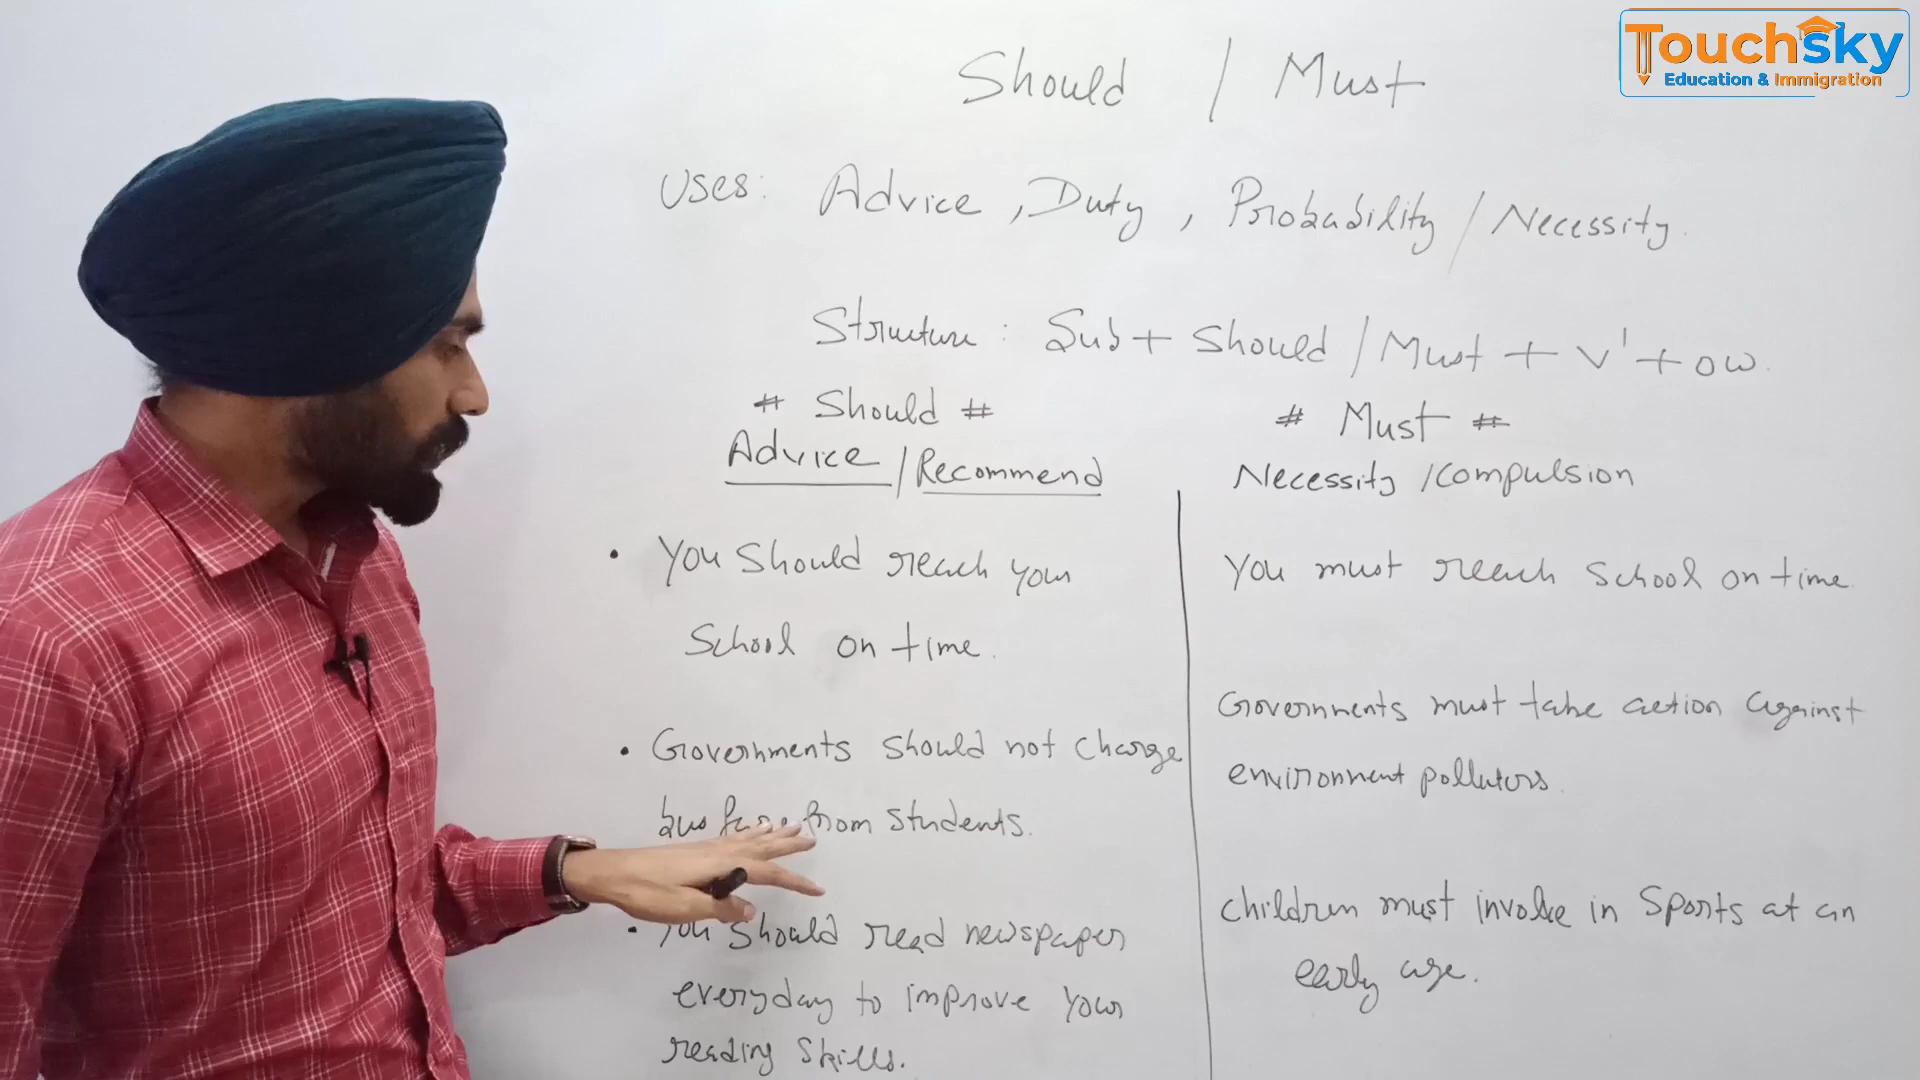 Touchsky
Education & Immigration
Should / Must
Uses: Advice, Duty, Probability / Necessity.
Structure: Sub + Should / Must + V¹ + ow.
# Should #
Advice / Recommend
• You Should reach your
School on time.
• Governments should not charge
bus fare from students.
• You should read newspaper
everyday to improve your
reading skills.
# Must #
Necessity / Compulsion
You must reach School on time.
Governments must take action against
environment pollutors.
Children must involve in Sports at an
early age.